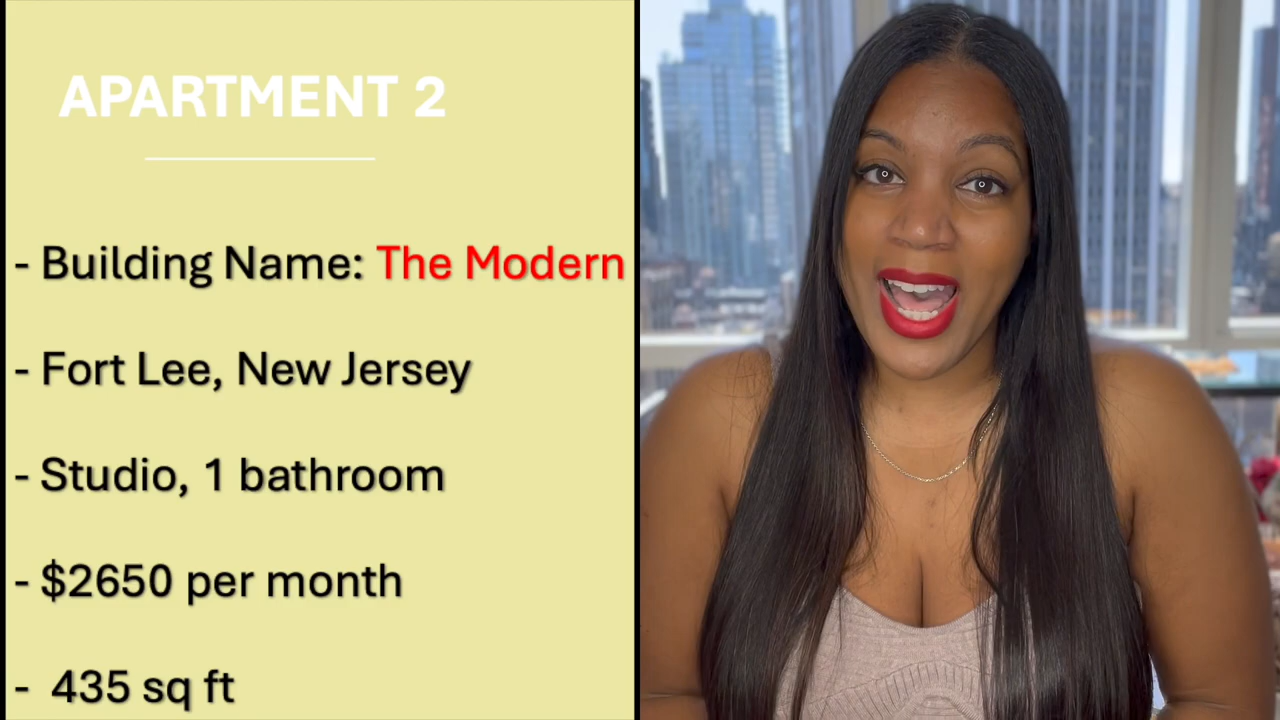 APARTMENT 2
- Building Name: The Modern
- Fort Lee, New Jersey
- Studio, 1 bathroom
- $2650 per month
- 435 sq ft